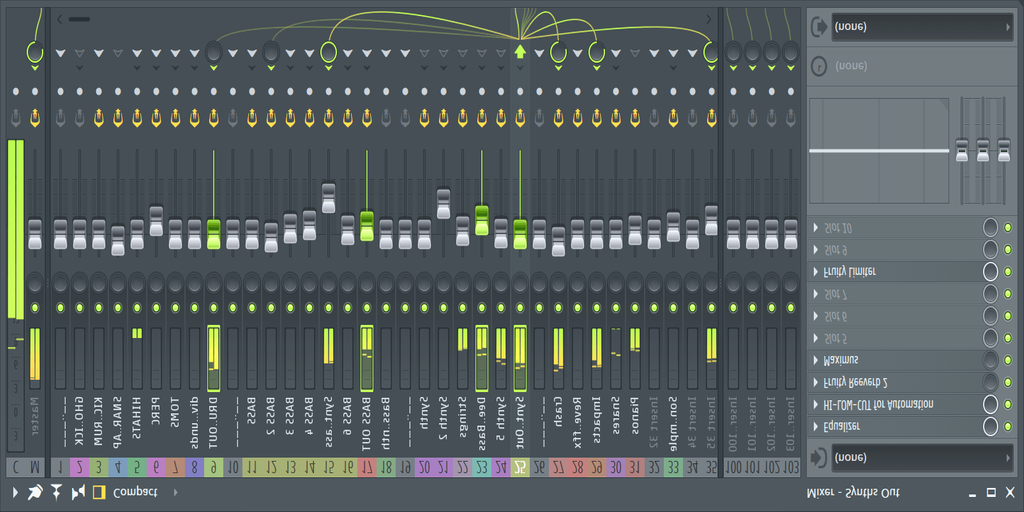 Compact
Mixer - Synths Out
C M 1 2 3 4 5 6 7 8 9 10 11 12 13 14 15 16 17 18 19 20 21 22 23 24 25 26 27 28 29 30 31 32 33 34 35 100 101 102 103
(none)
Master
KIC..RUM
SNAR..AP
HIHATS
PERC
TOMS
div..unds
DRU..OUT
BASS
BASS 2
BASS 3
BASS 4
BASS 6
BASS OUT
Bass..nth
Synth
Synth 2
Strings
Dee..Bass
Synth 5
Synt..Out
Crash
Reve..rfx
Impacts
Snares
Pianos
Insert 32
Son..mple
Insert 34
Insert 35
Inser..100
Inser..101
Inser..102
Inser..103
Equalizer
HI-LOW-CUT for Automation
Fruity Reeverb 2
Maximus
Slot 5
Slot 6
Slot 7
Fruity Limiter
Slot 9
Slot 10
(none)
(none)